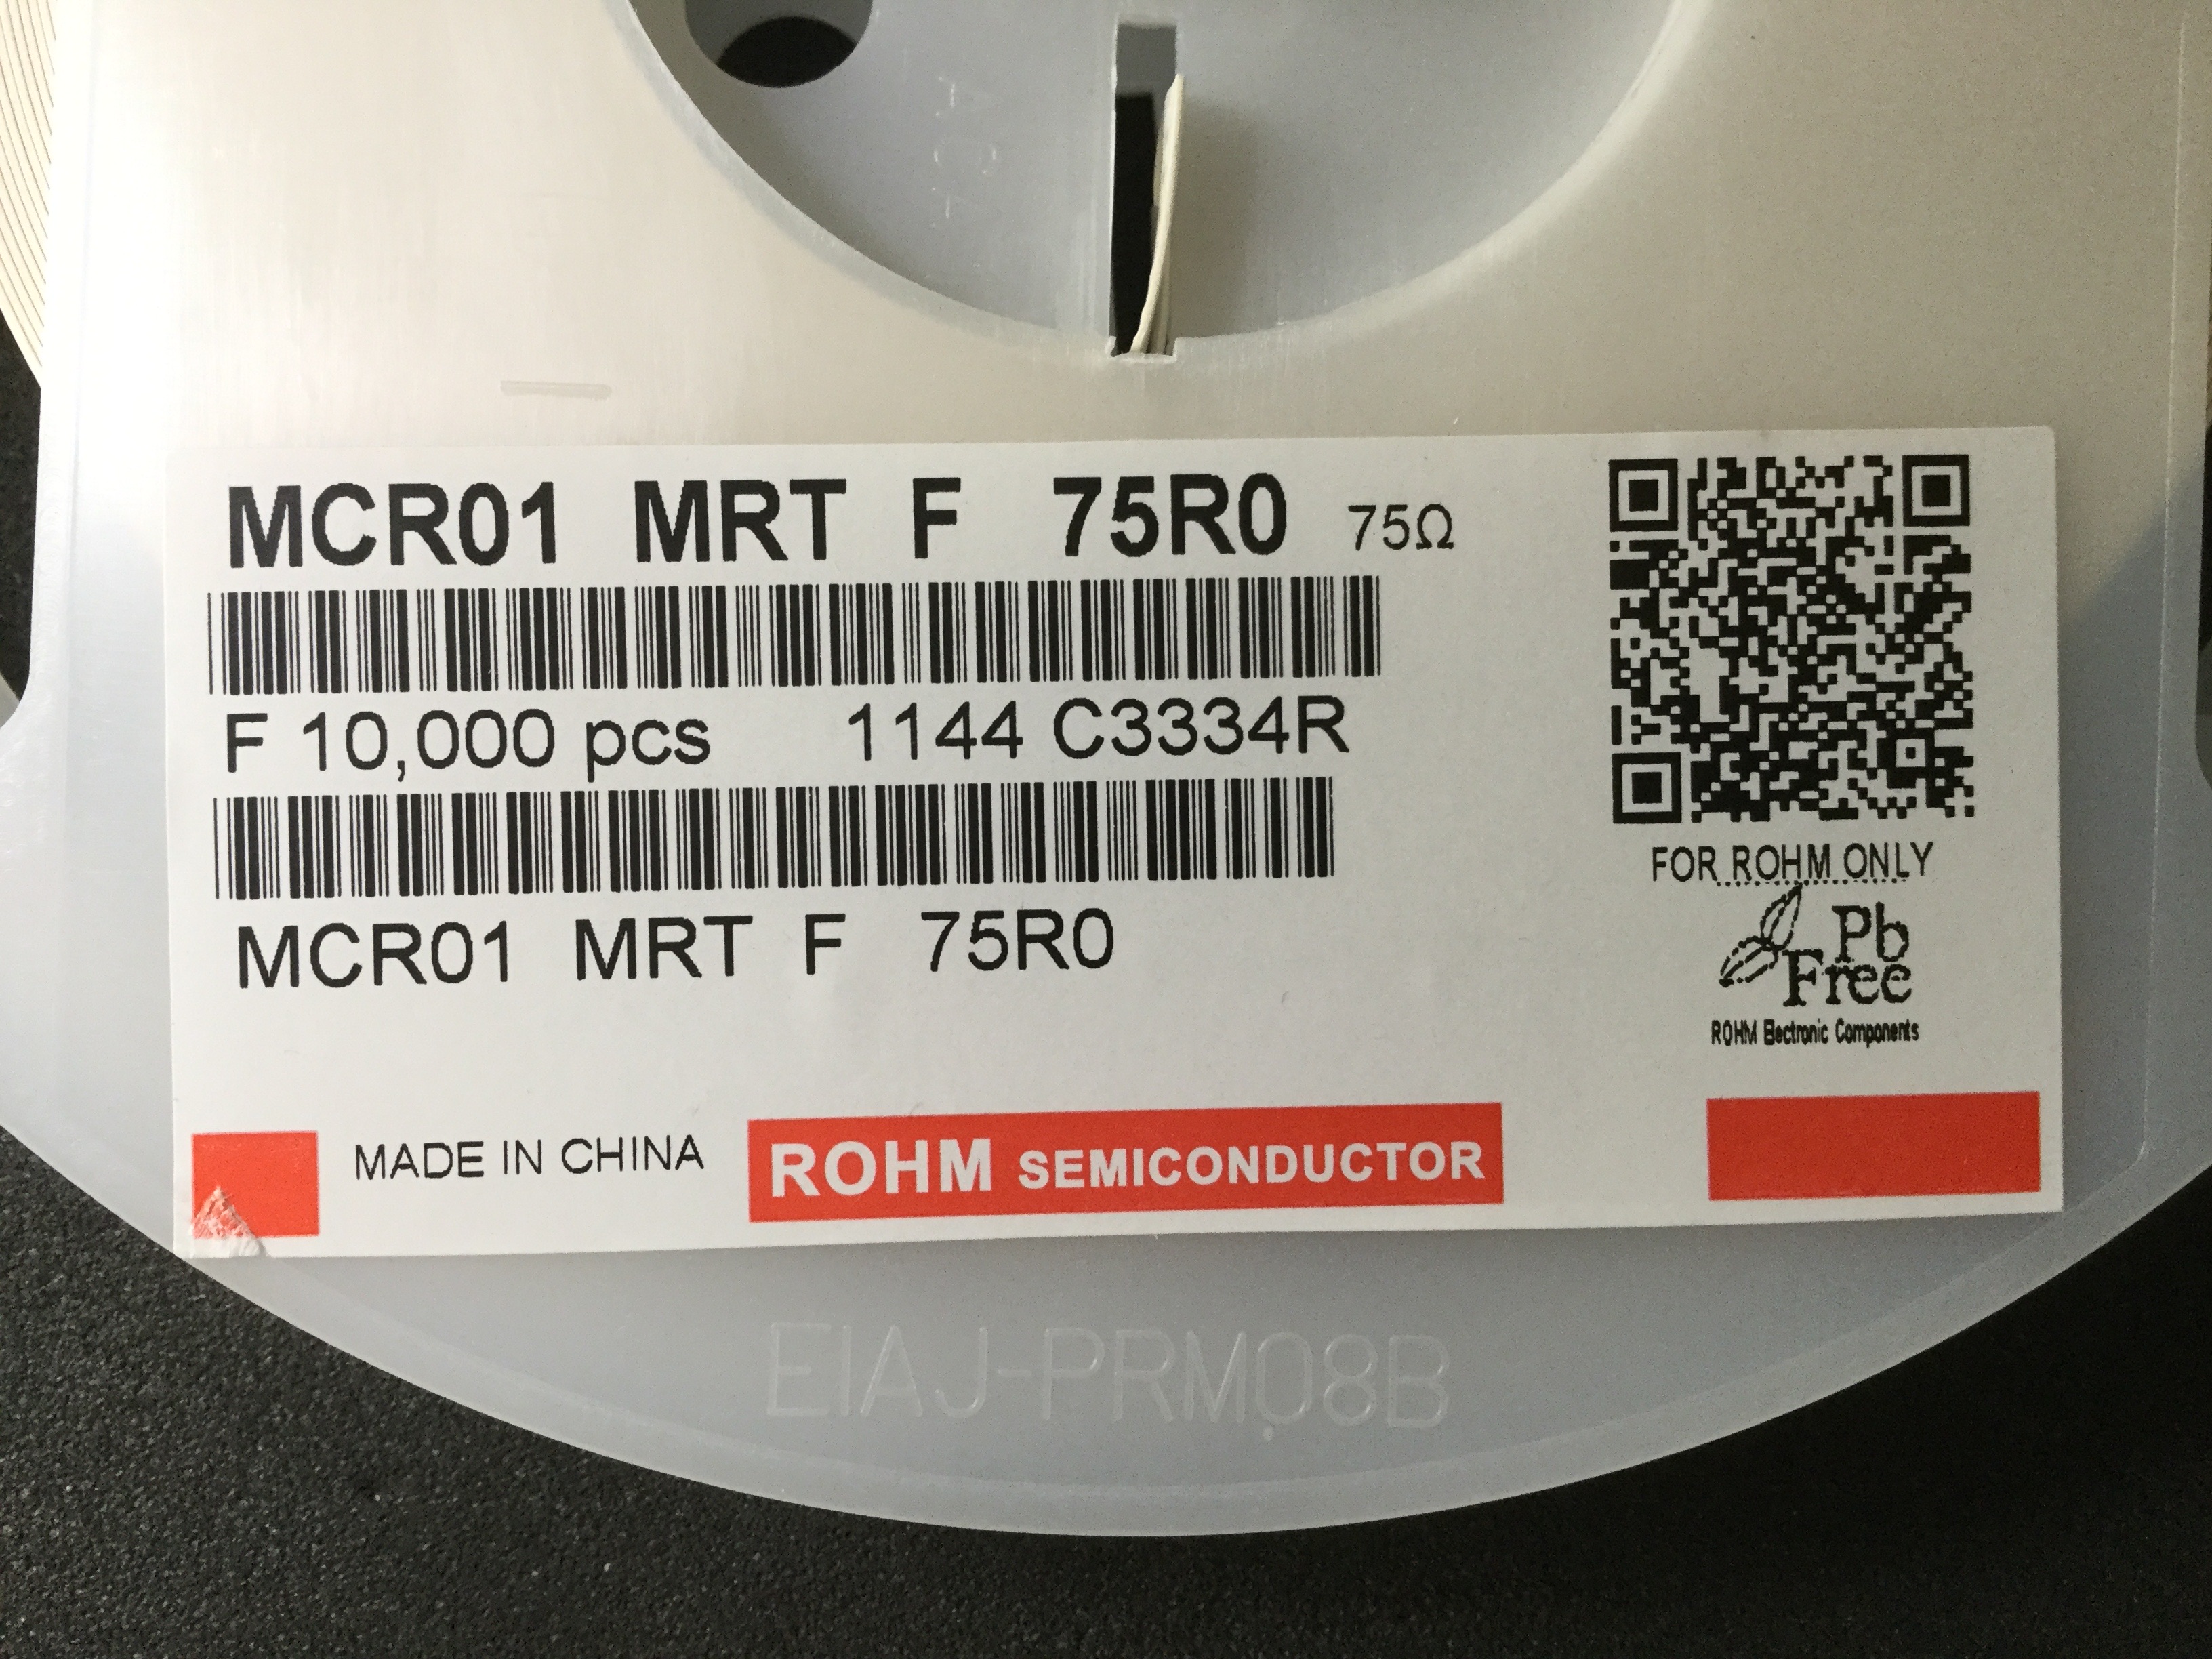 MCR01 MRT F 75R0 75Ω
F 10,000 pcs 1144 C3334R
MCR01 MRT F 75R0
FOR ROHM ONLY
Pb
Free
ROHM Electronic Components
MADE IN CHINA
ROHM SEMICONDUCTOR
EIAJ-PRM08B